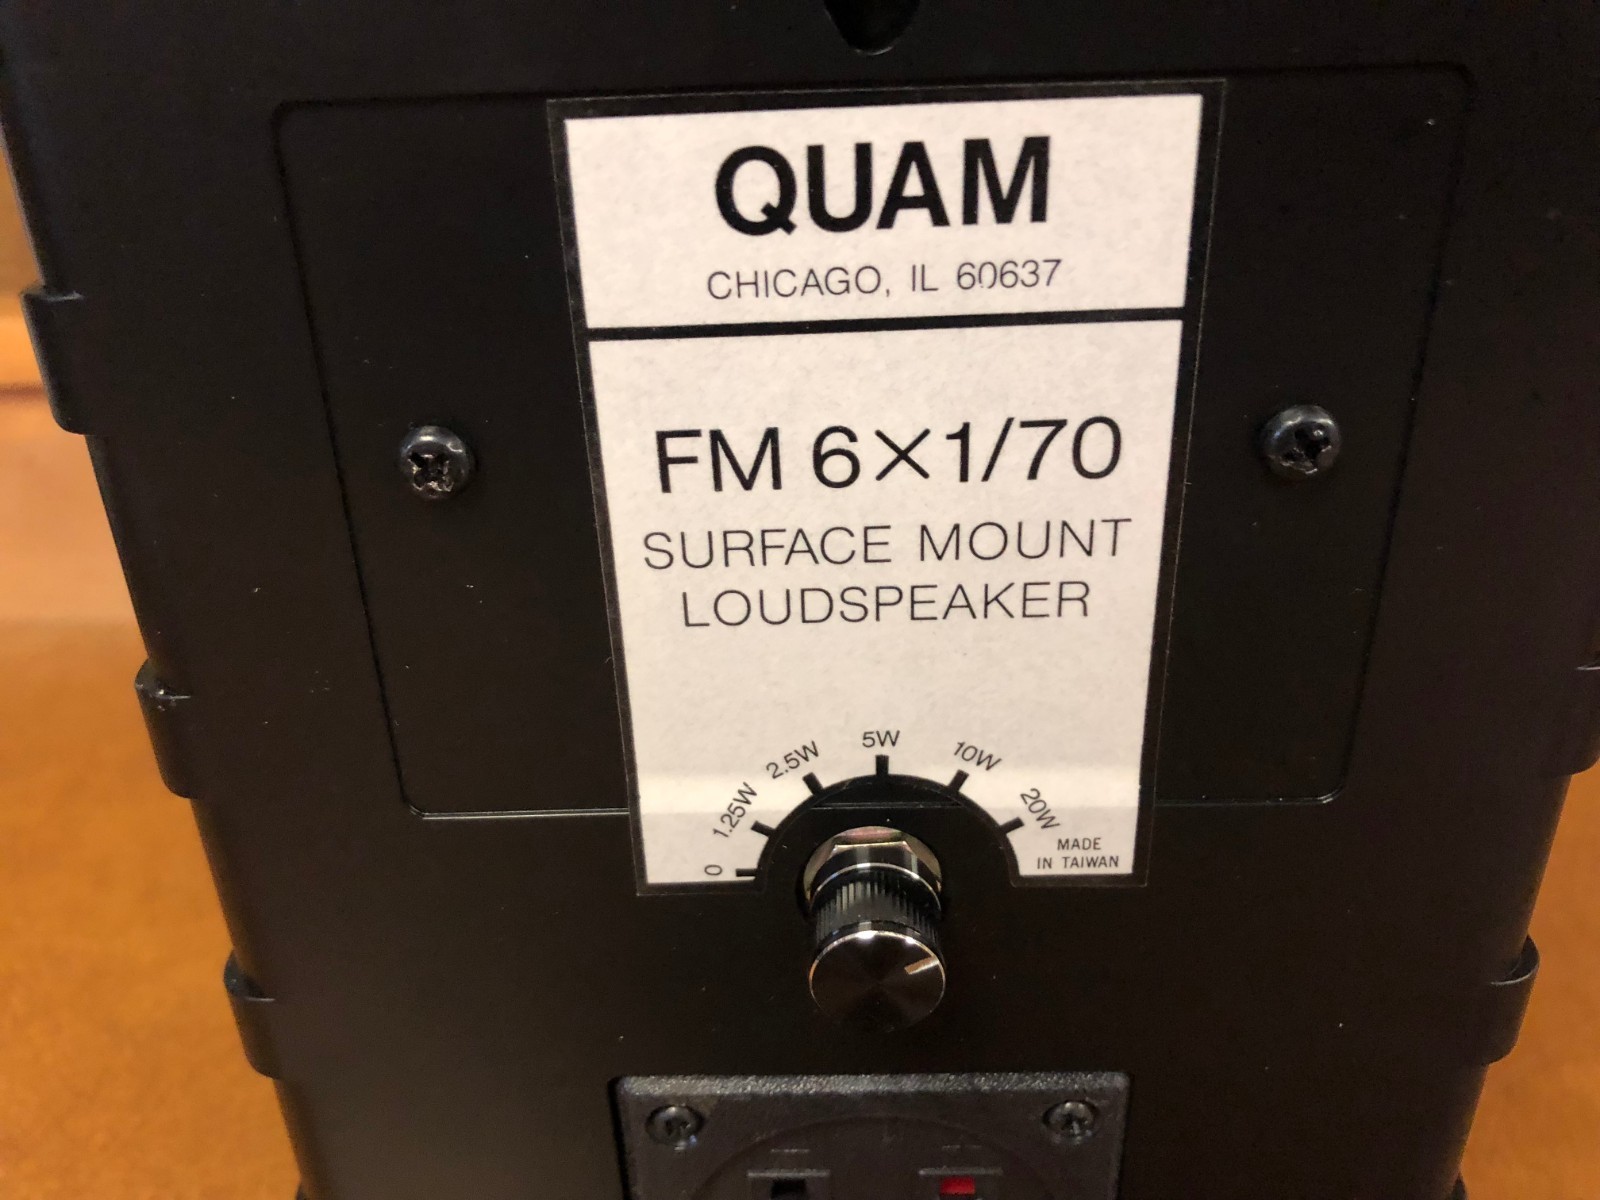 QUAM
CHICAGO, IL 60637
FM 6×1/70
SURFACE MOUNT
LOUDSPEAKER
0
1.25W
2.5W
5W
10W
20W
MADE
IN TAIWAN